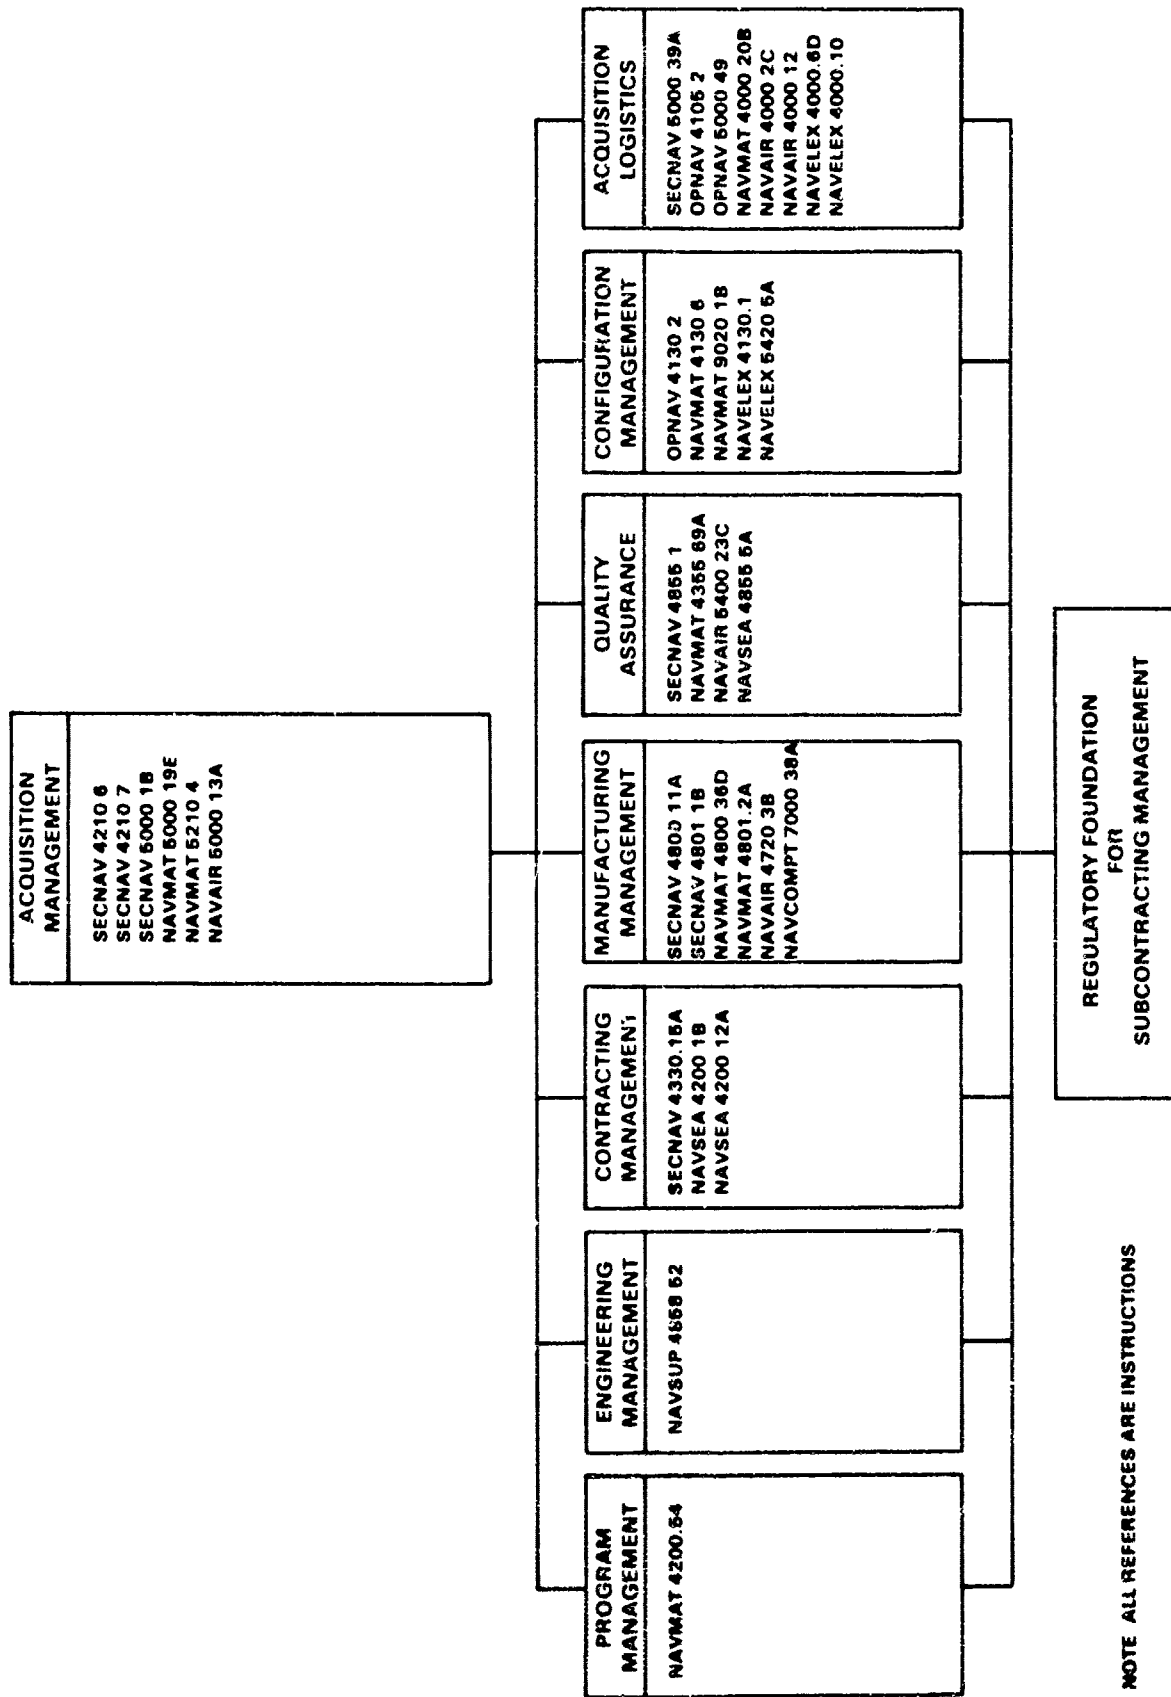 ACQUISITION
MANAGEMENT
SECNAV 4210 6
SECNAV 4210 7
SECNAV 5000 1B
NAVMAT 5000 19E
NAVMAT 5210 4
NAVAIR 5000 13A
PROGRAM
MANAGEMENT
NAVMAT 4200.54
ENGINEERING
MANAGEMENT
NAVSUP 4858 52
CONTRACTING
MANAGEMENT
SECNAV 4330.15A
NAVSEA 4200 1B
NAVSEA 4200 12A
MANUFACTURING
MANAGEMENT
SECNAV 4800 11A
SECNAV 4801 1B
NAVMAT 4800 36D
NAVMAT 4801.2A
NAVAIR 4720 3B
NAVCOMPT 7000 38A
QUALITY
ASSURANCE
SECNAV 4855 1
NAVMAT 4355 69A
NAVAIR 5400 23C
NAVSEA 4855 5A
CONFIGURATION
MANAGEMENT
OPNAV 4130 2
NAVMAT 4130 6
NAVMAT 9020 1B
NAVELEX 4130.1
NAVELEX 5420 5A
ACQUISITION
LOGISTICS
SECNAV 5000 39A
OPNAV 4105 2
OPNAV 5000 49
NAVMAT 4000 20B
NAVAIR 4000 2C
NAVAIR 4000 12
NAVELEX 4000.6D
NAVELEX 4000.10
REGULATORY FOUNDATION
FOR
SUBCONTRACTING MANAGEMENT
NOTE ALL REFERENCES ARE INSTRUCTIONS